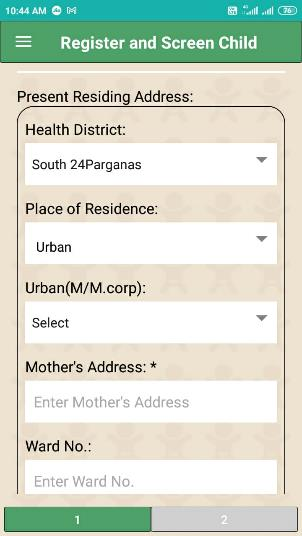 10:44 AM
76
Register and Screen Child
Present Residing Address:
Health District:
South 24Parganas
Place of Residence:
Urban
Urban(M/M.corp):
Select
Mother's Address: *
Enter Mother's Address
Ward No.:
Enter Ward No.
1
2